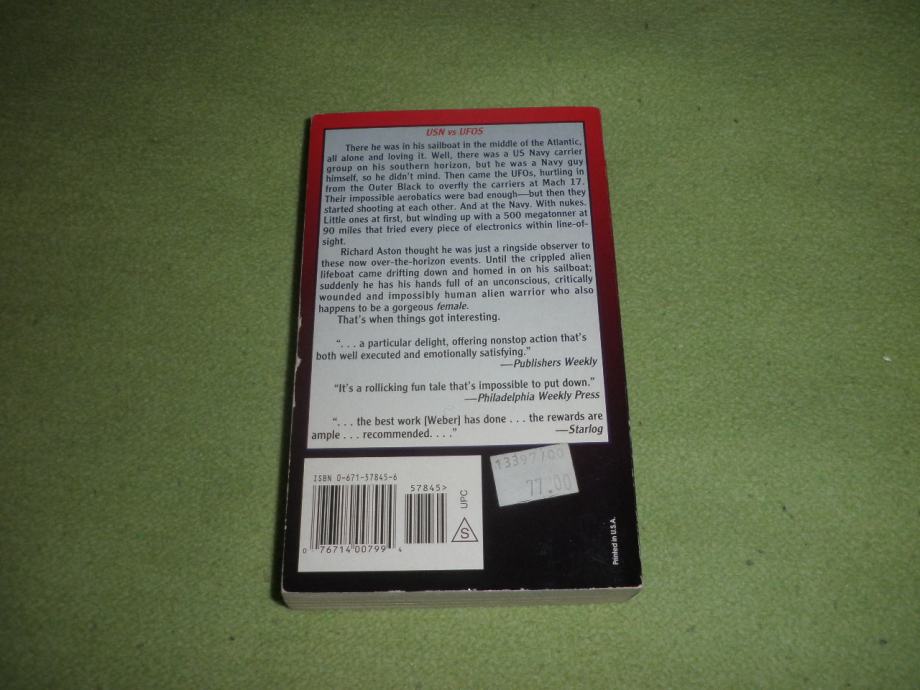 USN vs UFOS
There he was in his sailboat in the middle of the Atlantic,
all alone and loving it. Well, there was a US Navy carrier
group on his southern horizon, but he was a Navy guy
himself, so he didn't mind. Then came the UFOs, hurtling in
from the Outer Black to overfly the carriers at Mach 17.
Their impossible aerobatics were bad enough—but then they
started shooting at each other. And at the Navy. With nukes.
Little ones at first, but winding up with a 500 megatonner at
90 miles that fried every piece of electronics within line-of-
sight.
Richard Aston thought he was just a ringside observer to
these now over-the-horizon events. Until the crippled alien
lifeboat came drifting down and homed in on his sailboat;
suddenly he has his hands full of an unconscious, critically
wounded and impossibly human alien warrior who also
happens to be a gorgeous female.
That's when things got interesting.
". . . a particular delight, offering nonstop action that's
both well executed and emotionally satisfying."
—Publishers Weekly
"It's a rollicking fun tale that's impossible to put down."
—Philadelphia Weekly Press
". . . the best work [Weber] has done . . . the rewards are
ample . . . recommended. . . ."
—Starlog
ISBN 0-671-57845-6
57845>
UPC
S
0 76714 00799 4
13397/00
77.00
Printed in U.S.A.